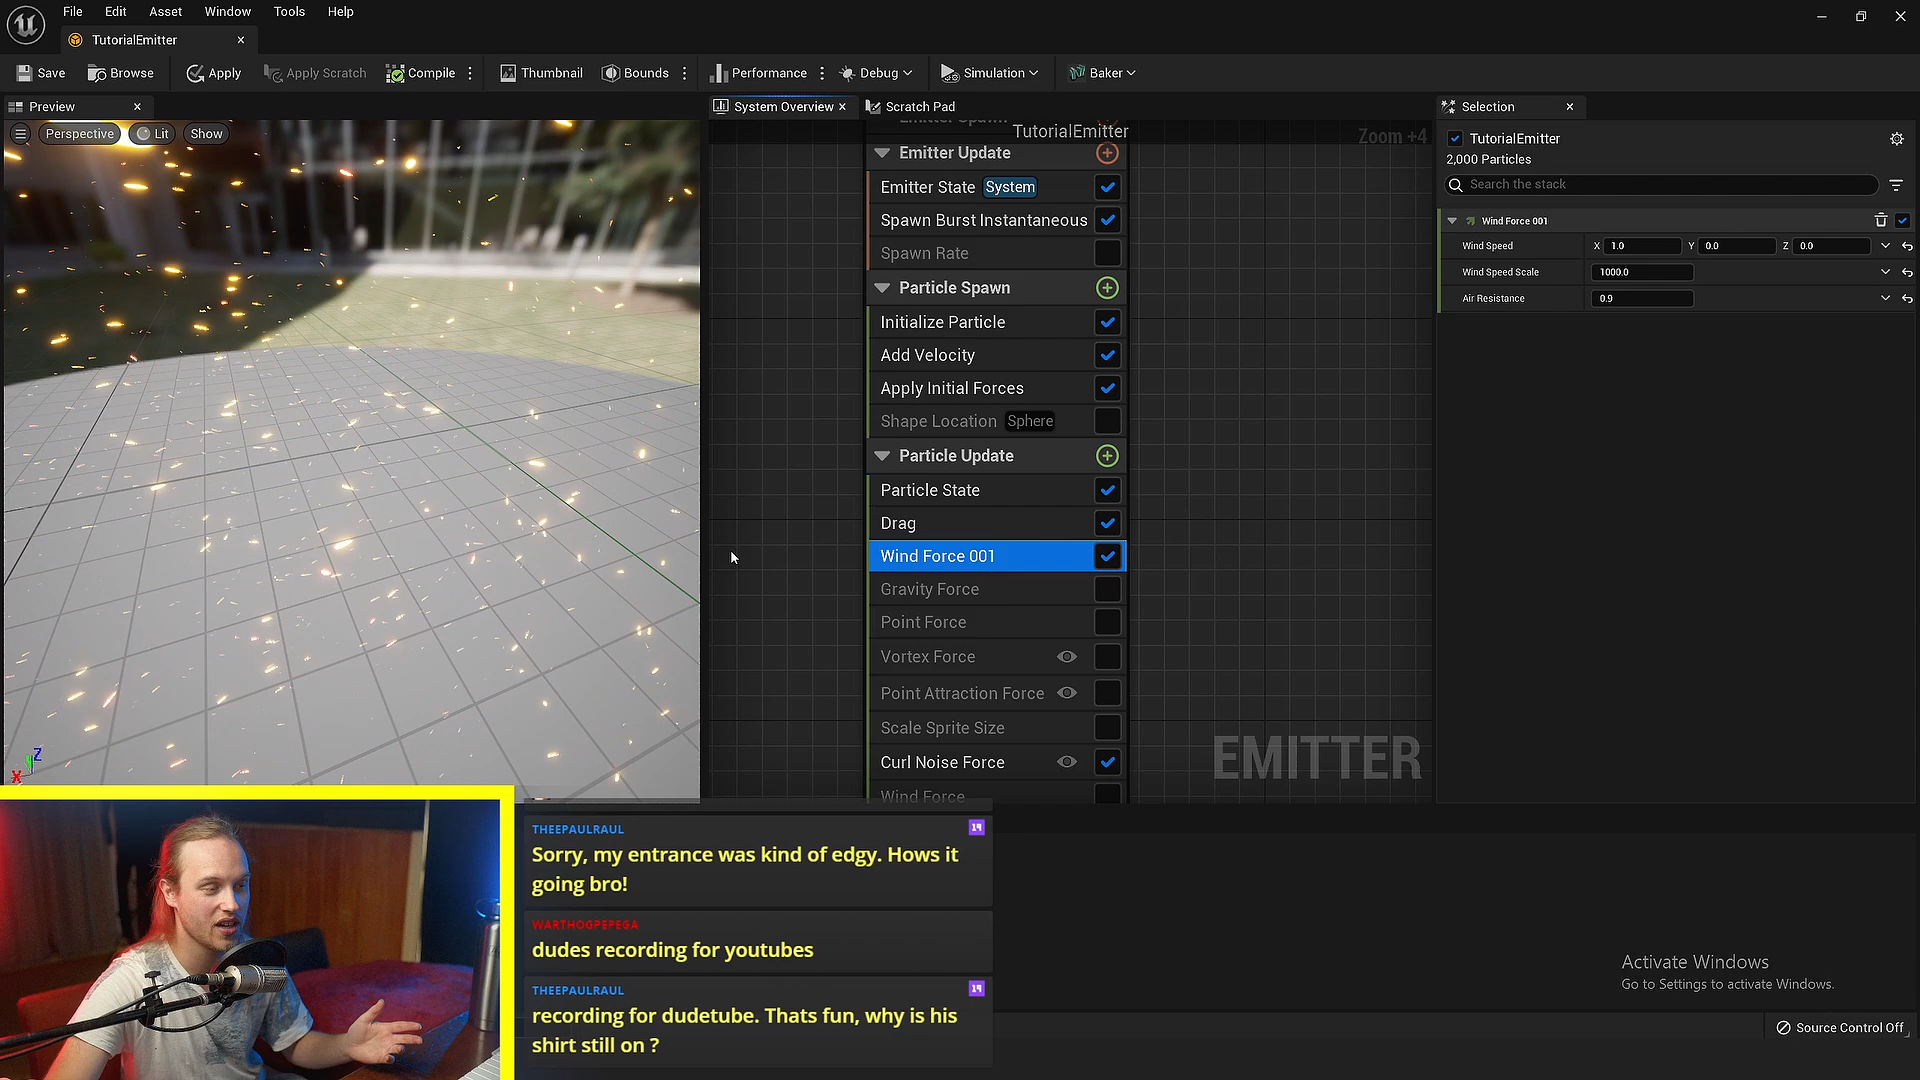 File Edit Asset Window Tools Help
TutorialEmitter
Save Browse Apply Apply Scratch Compile Thumbnail Bounds Performance Debug Simulation Baker
Preview
Perspective Lit Show
System Overview Scratch Pad
Emitter Spawn
TutorialEmitter
Zoom +4
Emitter Update
Emitter State System
Spawn Burst Instantaneous
Spawn Rate
Particle Spawn
Initialize Particle
Add Velocity
Apply Initial Forces
Shape Location Sphere
Particle Update
Particle State
Drag
Wind Force 001
Gravity Force
Point Force
Vortex Force
Point Attraction Force
Scale Sprite Size
Curl Noise Force
Wind Force
EMITTER
Selection
TutorialEmitter
2,000 Particles
Search the stack
Wind Force 001
Wind Speed X 1.0 Y 0.0 Z 0.0
Wind Speed Scale 1000.0
Air Resistance 0.9
Z
X
THEEPAULRAUL
Sorry, my entrance was kind of edgy. Hows it
going bro!
WARTHOGPEPEGA
dudes recording for youtubes
THEEPAULRAUL
recording for dudetube. Thats fun, why is his
shirt still on ?
Activate Windows
Go to Settings to activate Windows.
Source Control Off